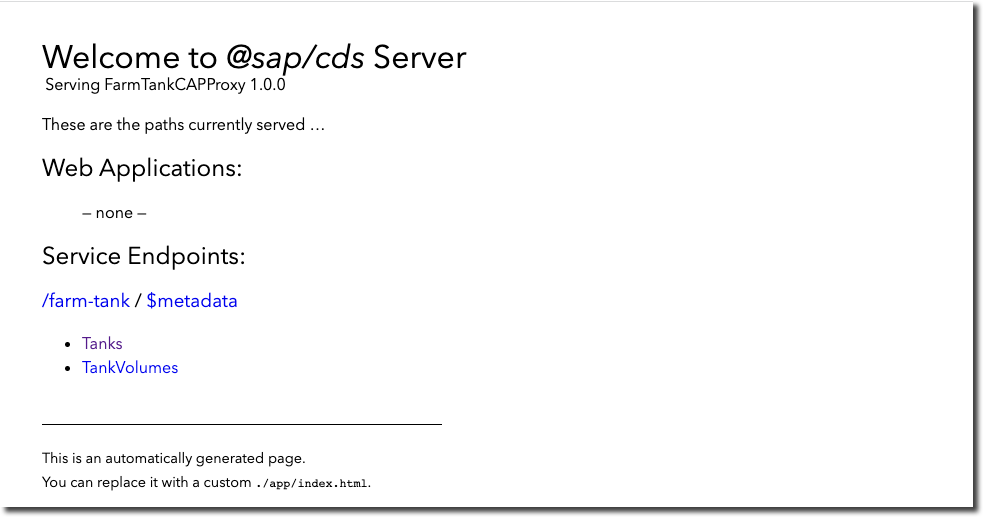 Welcome to @sap/cds Server
Serving FarmTankCAPProxy 1.0.0
These are the paths currently served …
Web Applications:
– none –
Service Endpoints:
/farm-tank / $metadata
• Tanks
• TankVolumes
This is an automatically generated page.
You can replace it with a custom ./app/index.html.